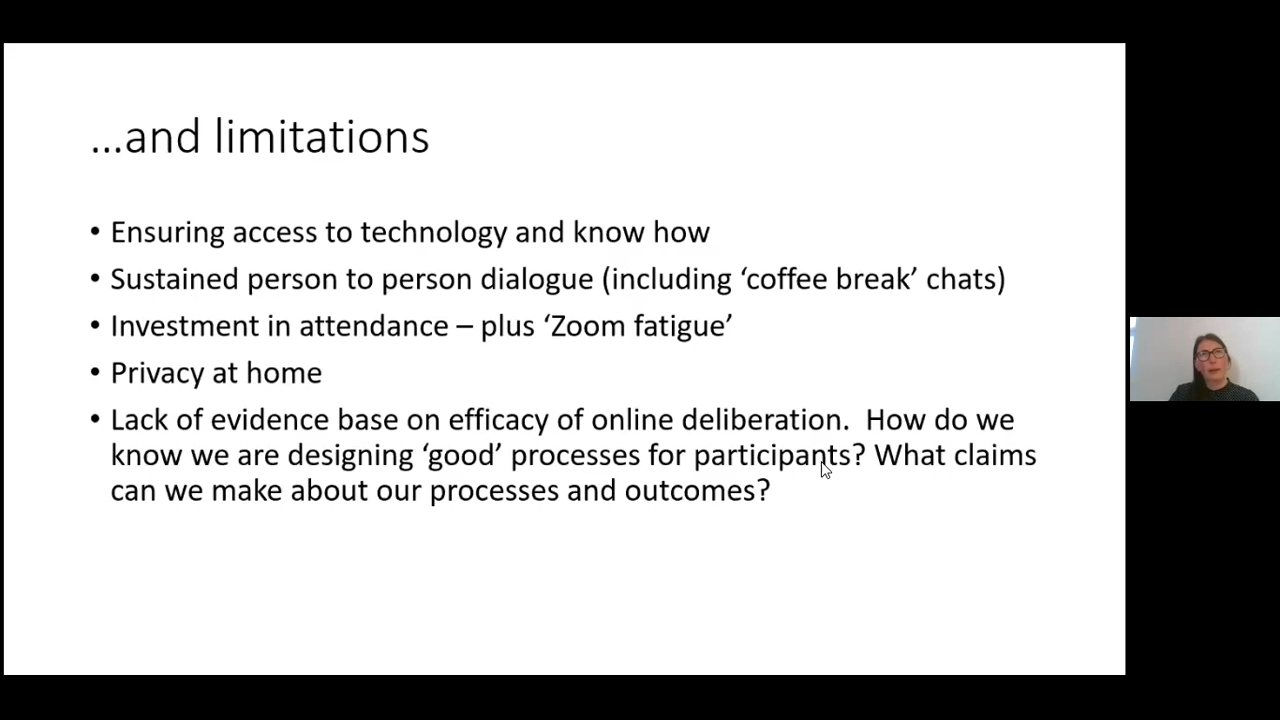 ...and limitations
• Ensuring access to technology and know how
• Sustained person to person dialogue (including ‘coffee break’ chats)
• Investment in attendance – plus ‘Zoom fatigue’
• Privacy at home
• Lack of evidence base on efficacy of online deliberation.  How do we
know we are designing ‘good’ processes for participants? What claims
can we make about our processes and outcomes?